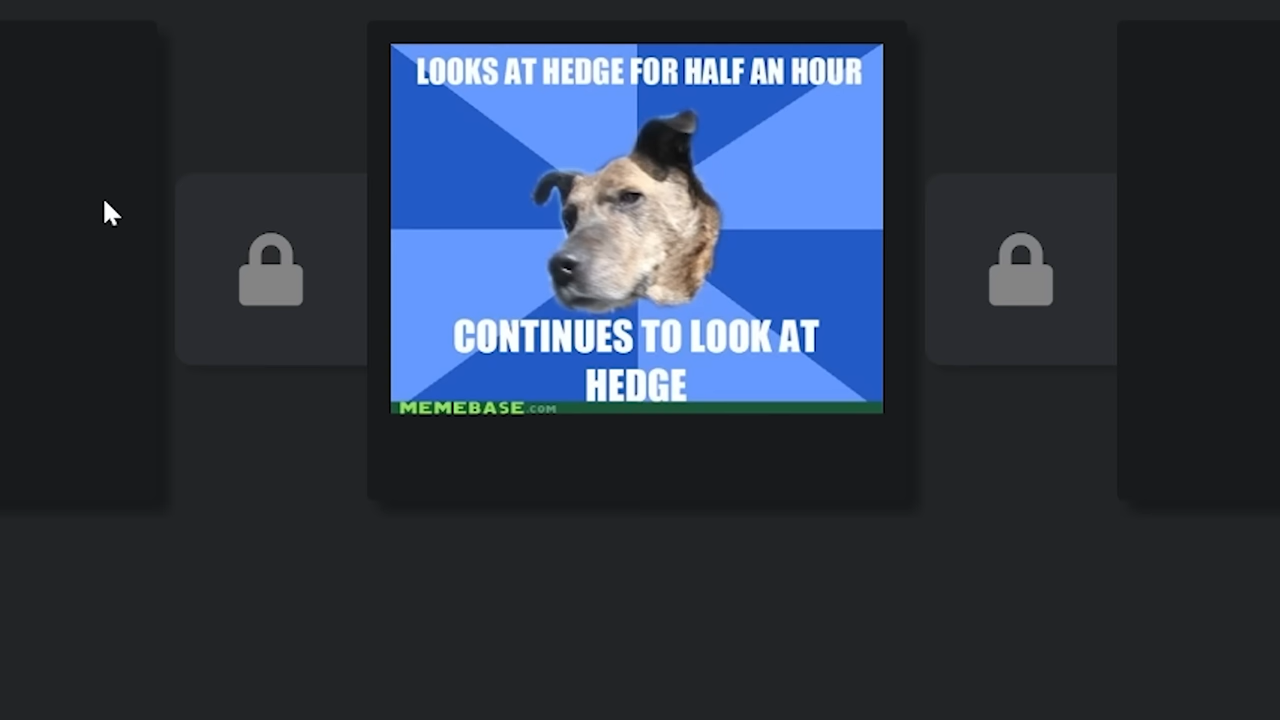 LOOKS AT HEDGE FOR HALF AN HOUR
CONTINUES TO LOOK AT
HEDGE
MEMEBASE.COM